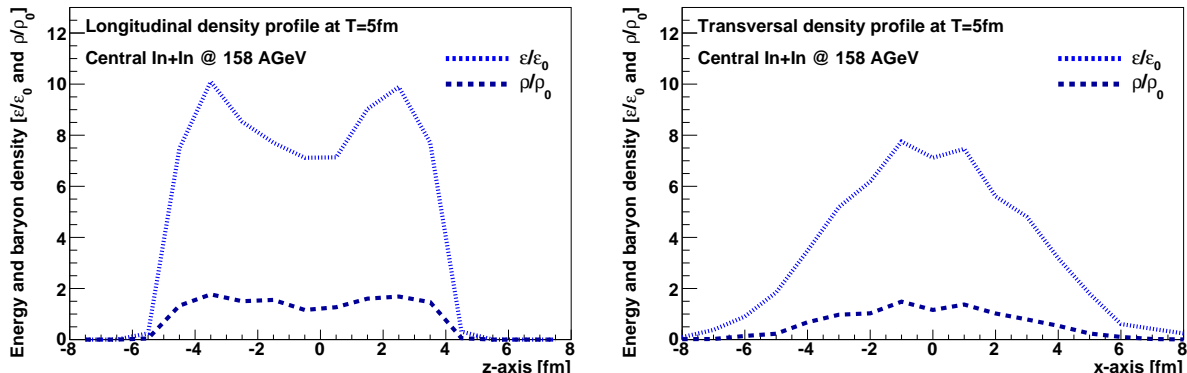 Energy and baryon density [ε/ε0 and ρ/ρ0]
Longitudinal density profile at T=5fm
Central In+In @ 158 AGeV
ε/ε0
ρ/ρ0
12
10
8
6
4
2
0
-8 -6 -4 -2 0 2 4 6 8
z-axis [fm]
Energy and baryon density [ε/ε0 and ρ/ρ0]
Transversal density profile at T=5fm
Central In+In @ 158 AGeV
ε/ε0
ρ/ρ0
12
10
8
6
4
2
0
-8 -6 -4 -2 0 2 4 6 8
x-axis [fm]